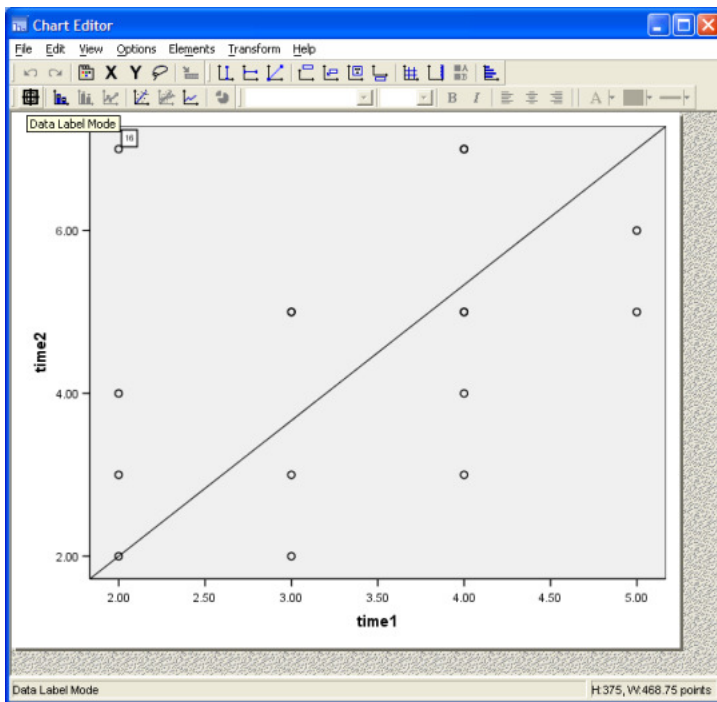 Chart Editor
File Edit View Options Elements Transform Help
X Y
B I A
Data Label Mode
16
6.00
4.00
2.00
time2
2.00 2.50 3.00 3.50 4.00 4.50 5.00
time1
Data Label Mode H:375, W:468.75 points